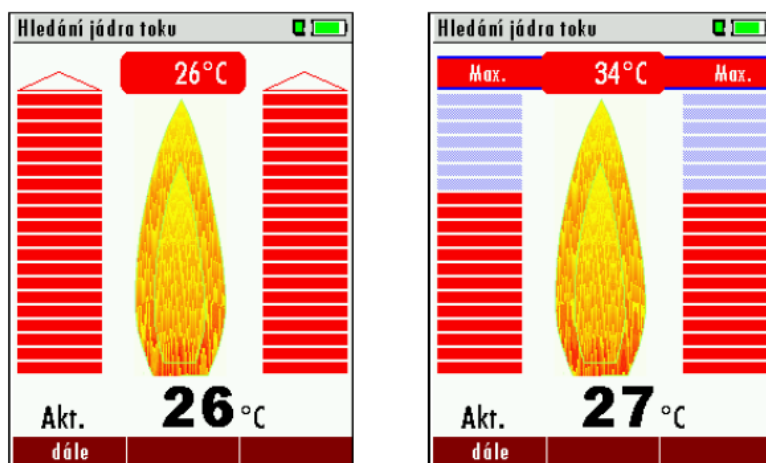 Hledání jádra toku
26°C
Akt. 26 °C
dále
Hledání jádra toku
Max. 34°C Max.
Akt. 27 °C
dále